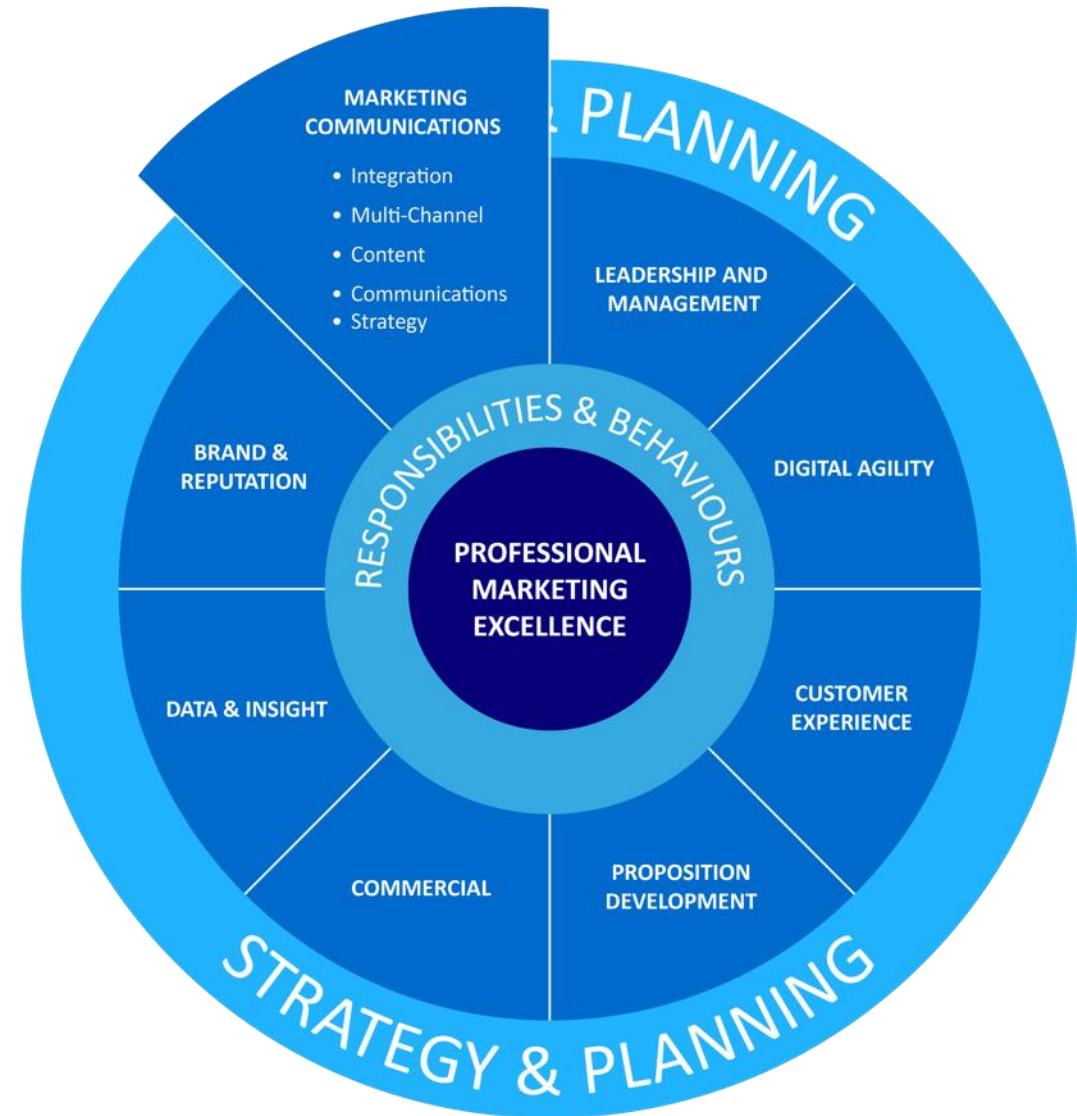 MARKETING
COMMUNICATIONS
• Integration
• Multi-Channel
• Content
• Communications
• Strategy
& PLANNING
LEADERSHIP AND
MANAGEMENT
DIGITAL AGILITY
CUSTOMER
EXPERIENCE
PROPOSITION
DEVELOPMENT
COMMERCIAL
DATA & INSIGHT
BRAND &
REPUTATION
RESPONSIBILITIES & BEHAVIOURS
PROFESSIONAL
MARKETING
EXCELLENCE
STRATEGY & PLANNING